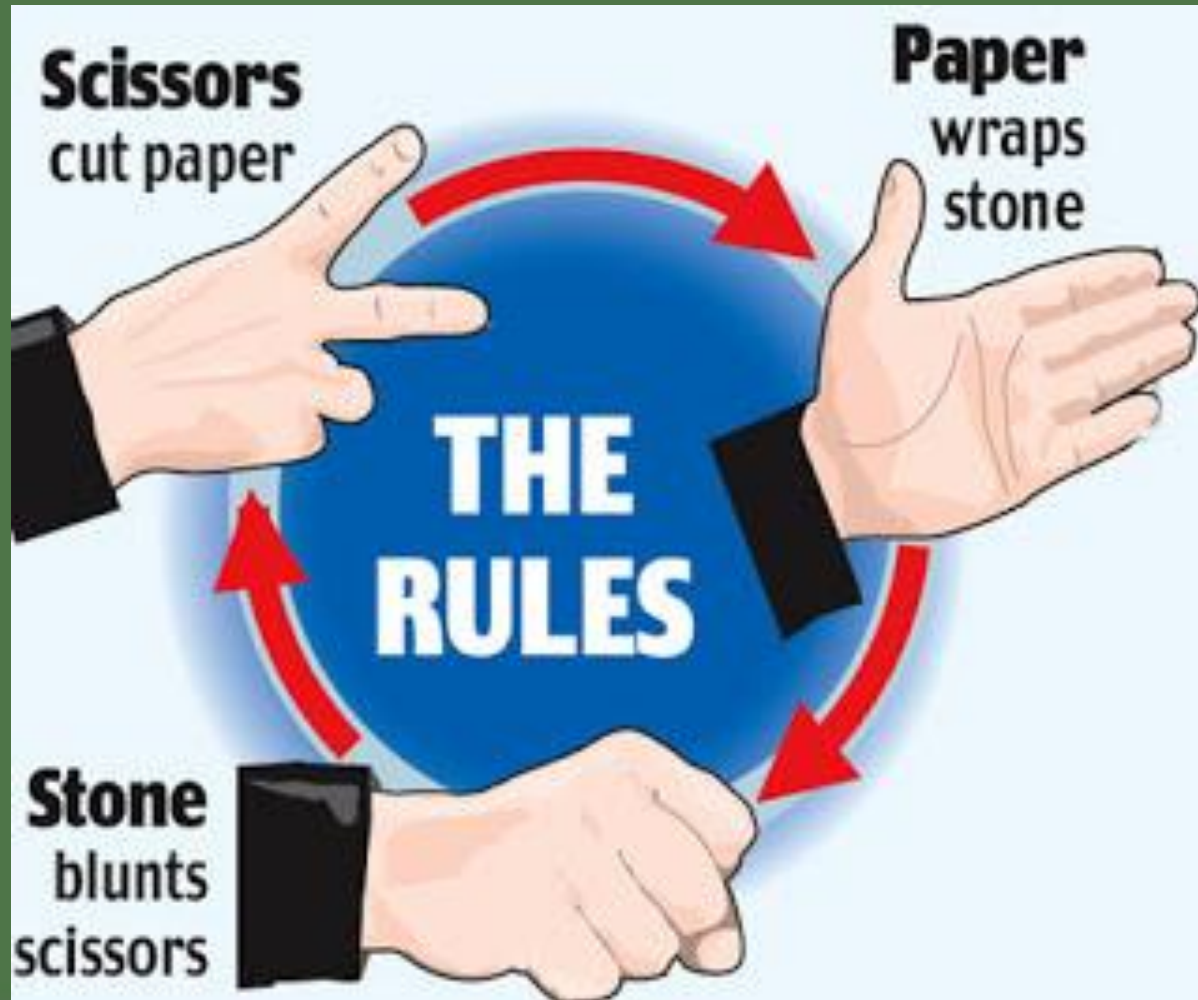 Scissors
cut paper
Paper
wraps
stone
THE
RULES
Stone
blunts
scissors